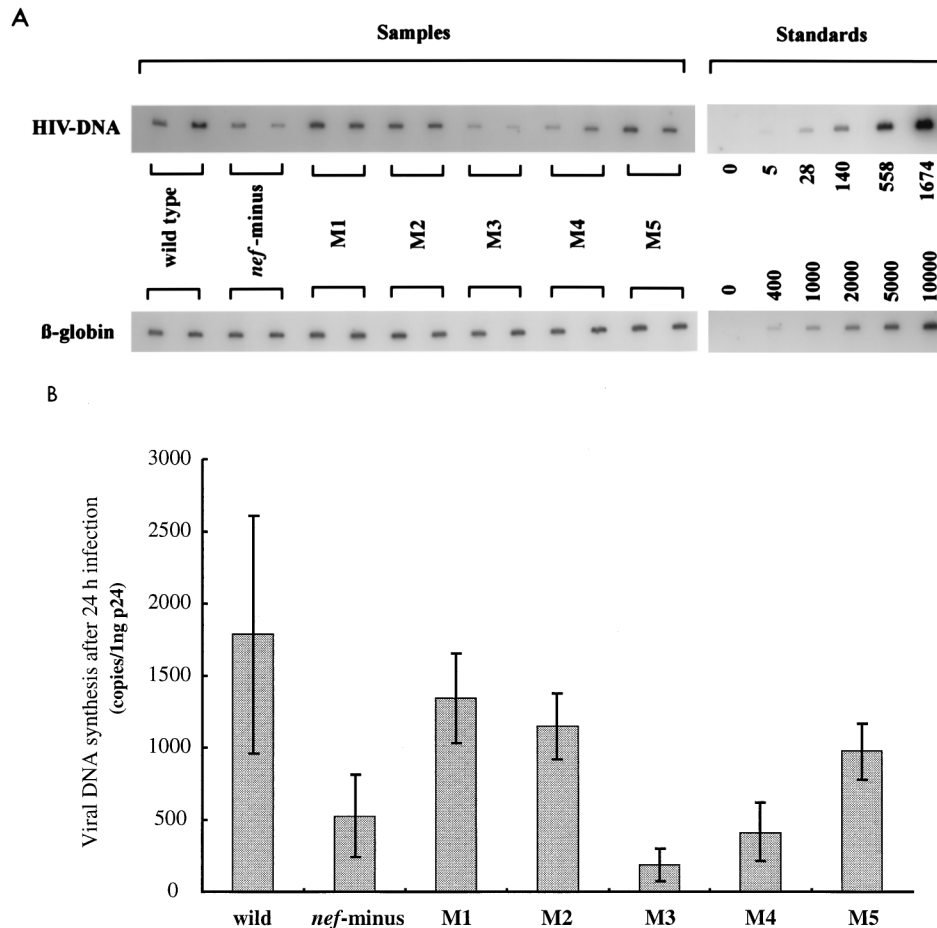 A
Samples
Standards
HIV-DNA
0 5 28 140 558 1674
wild type nef-minus M1 M2 M3 M4 M5
0 400 1000 2000 5000 10000
ß-globin
B
Viral DNA synthesis after 24 h infection
(copies/1ng p24)
3000
2500
2000
1500
1000
500
0
wild nef-minus M1 M2 M3 M4 M5